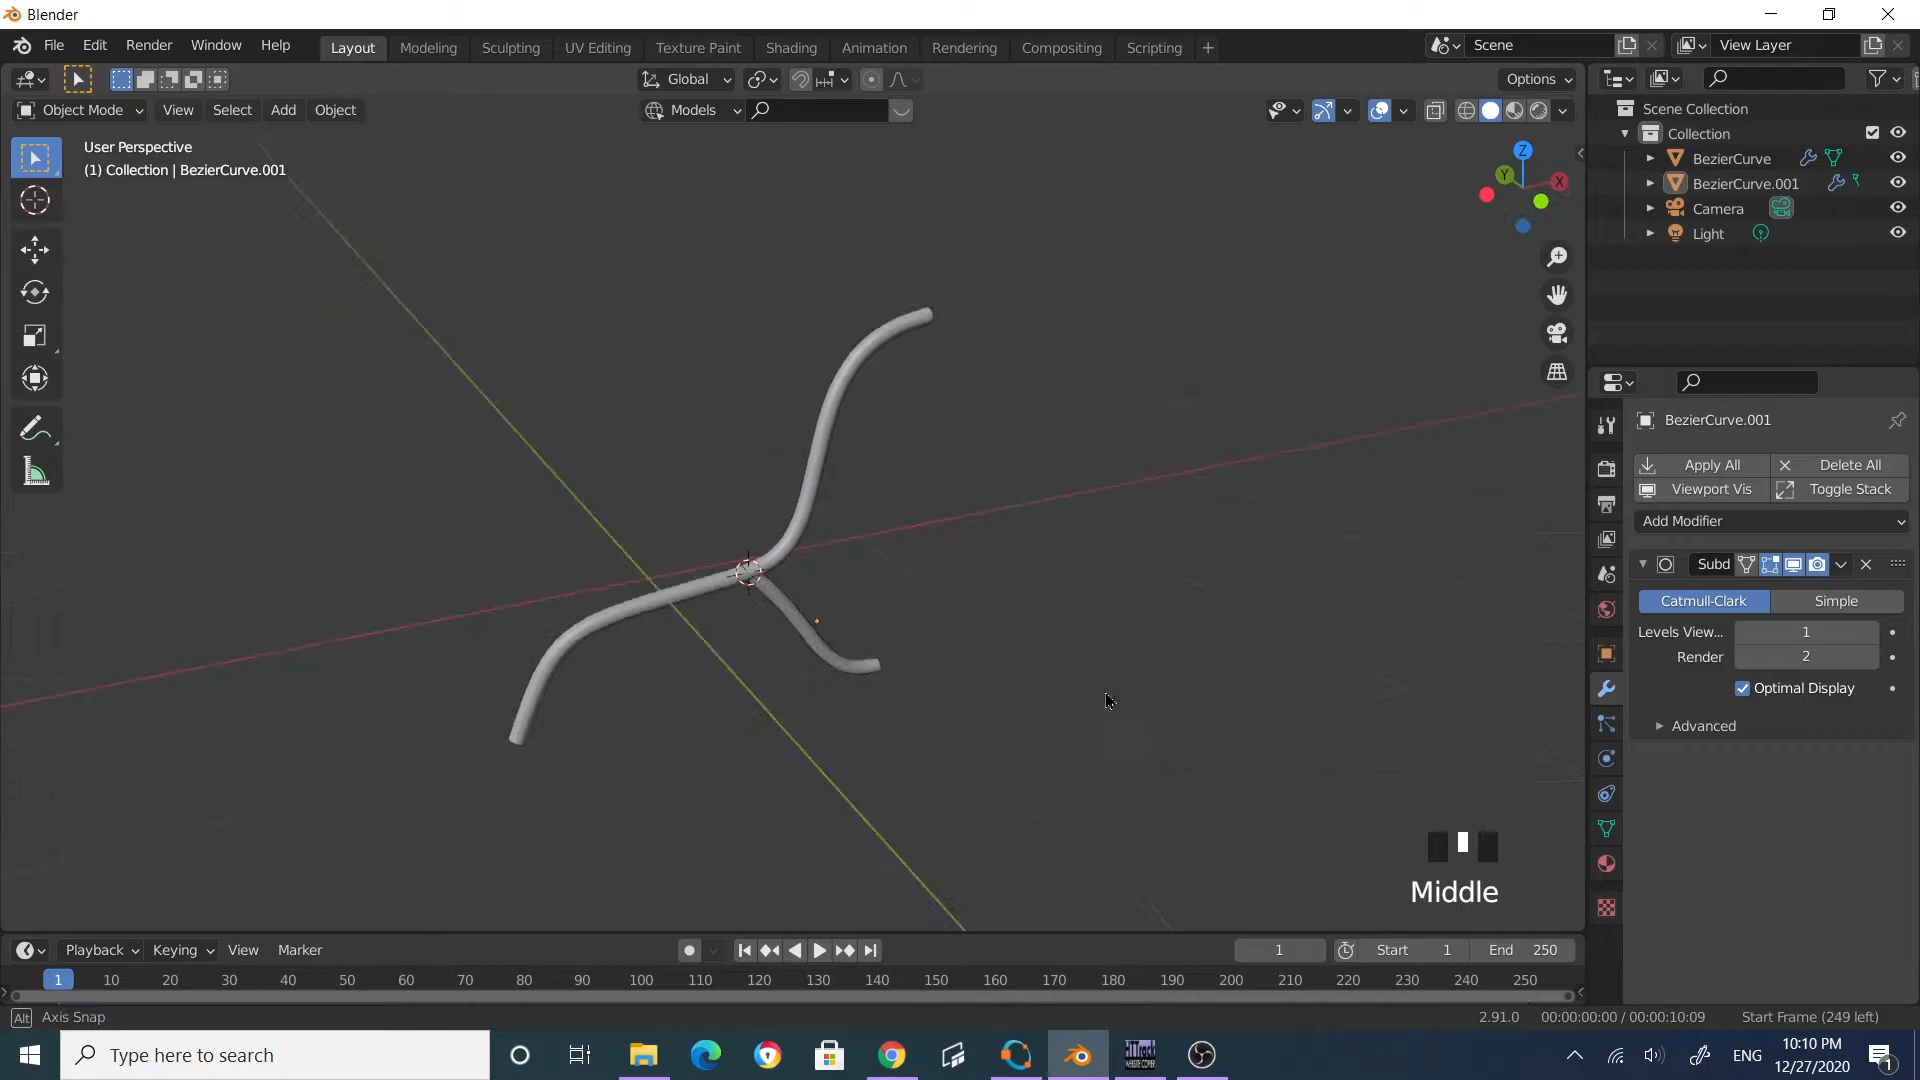 Blender
File Edit Render Window Help
Layout Modeling Sculpting UV Editing Texture Paint Shading Animation Rendering Compositing Scripting +
Scene
View Layer
Global
Options
Object Mode View Select Add Object
Models
User Perspective
(1) Collection | BezierCurve.001
Z
Y
X
Scene Collection
Collection
BezierCurve
BezierCurve.001
Camera
Light
BezierCurve.001
Apply All Delete All
Viewport Vis Toggle Stack
Add Modifier
Subd
Catmull-Clark Simple
Levels View... 1
Render 2
Optimal Display
Advanced
Middle
Playback Keying View Marker
1 Start 1 End 250
1 10 20 30 40 50 60 70 80 90 100 110 120 130 140 150 160 170 180 190 200 210 220 230 240 250
Alt Axis Snap
2.91.0 00:00:00:00 / 00:00:10:09 Start Frame (249 left)
Type here to search
HTTrack
WEBSITE COPIER
ENG
10:10 PM
12/27/2020
1